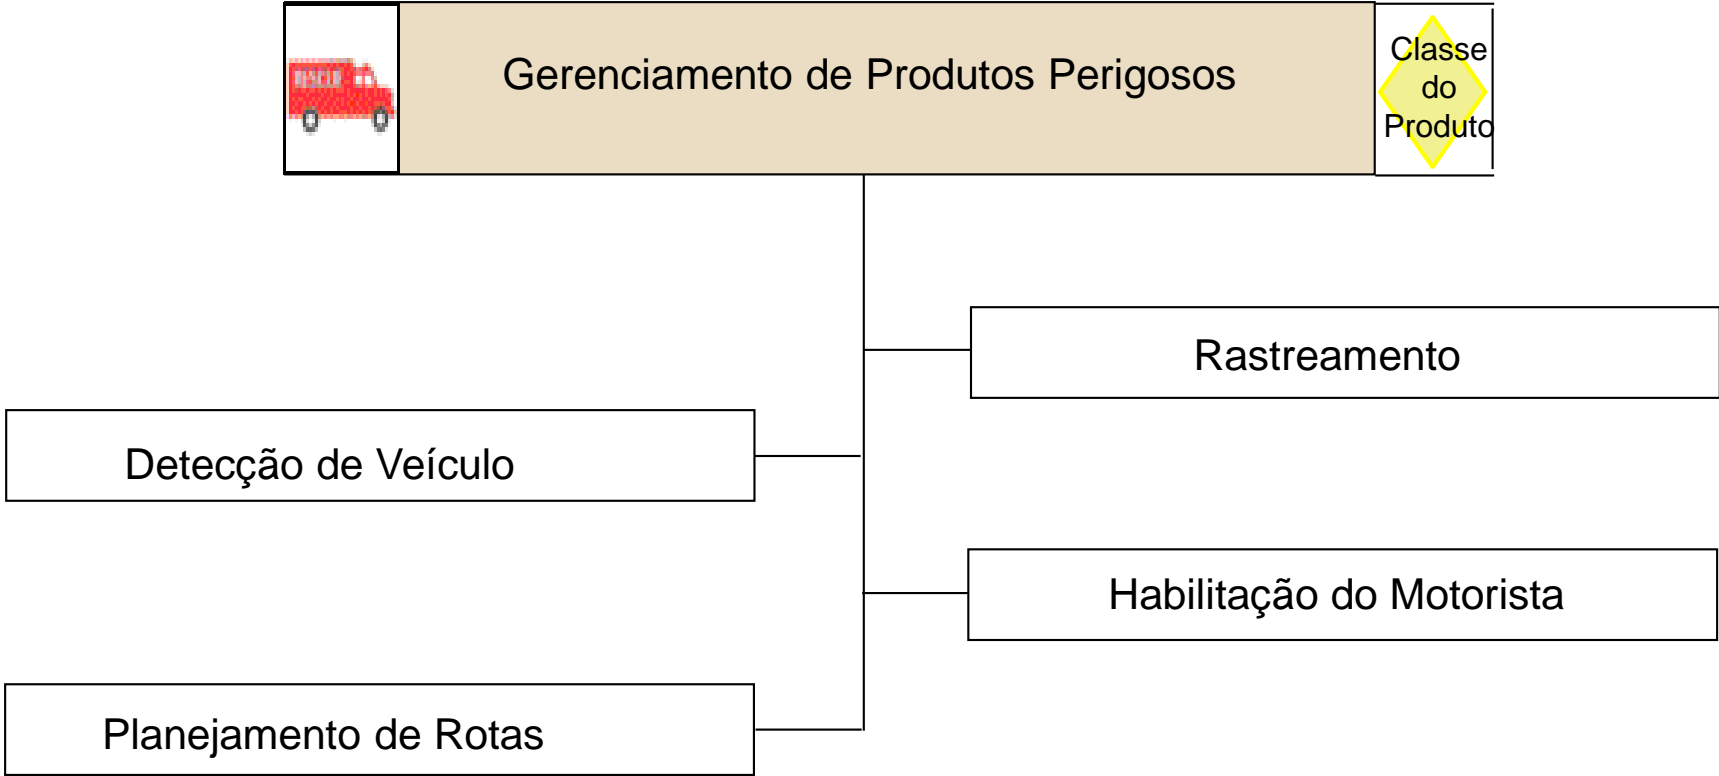 Gerenciamento de Produtos Perigosos
Classe
do
Produto
Rastreamento
Detecção de Veículo
Habilitação do Motorista
Planejamento de Rotas